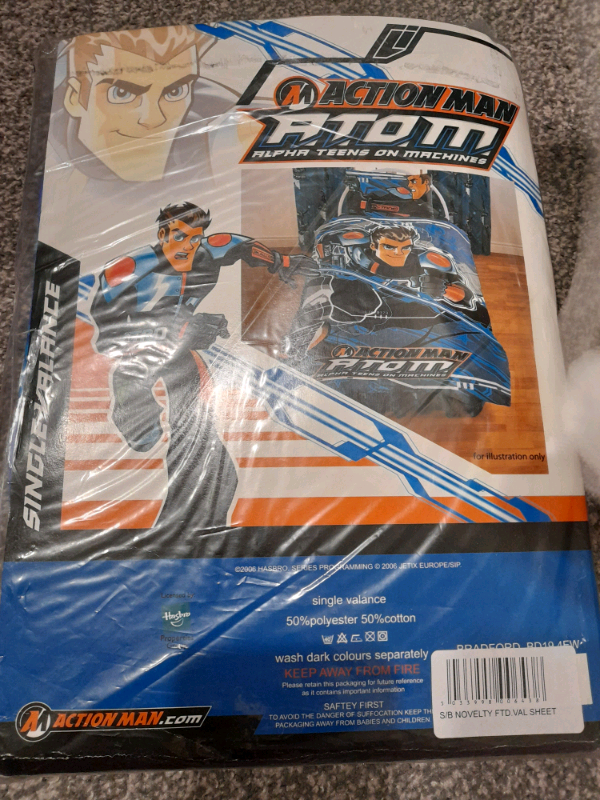 ACTION MAN
ATOM
ALPHA TEENS ON MACHINES
ACTION MAN
ATOM
ALPHA TEENS ON MACHINES
SINGLE VALANCE
for illustration only
©2006 HASBRO, SERIES PROGRAMMING © 2006 JETIX EUROPE/SIP.
Hasbro
single valance
50%polyester 50%cotton
wash dark colours separately
KEEP AWAY FROM FIRE
Please retain this packaging for future reference
as it contains important information
SAFTEY FIRST
TO AVOID THE DANGER OF SUFFOCATION KEEP TH
PACKAGING AWAY FROM BABIES AND CHILDREN
BRADFORD, BD19 4EW
S/B NOVELTY FTD.VAL SHEET
ACTION MAN.com